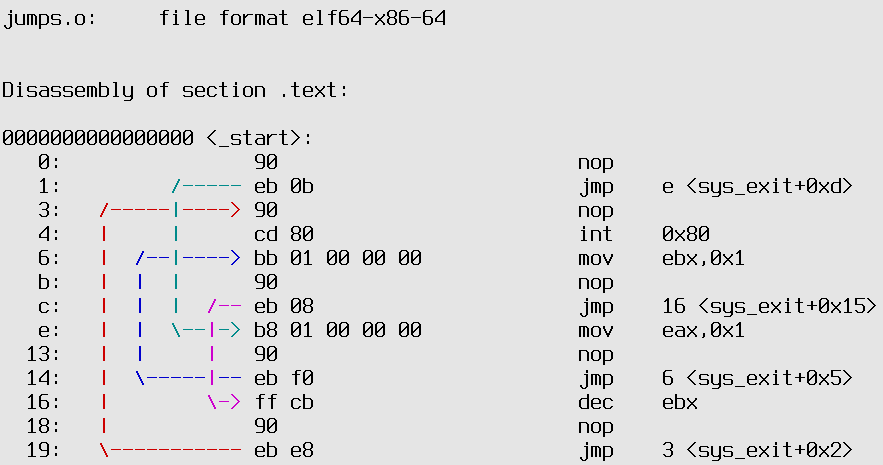 jumps.o:     file format elf64-x86-64
Disassembly of section .text:
0000000000000000 <_start>:
   0:                90                          nop
   1:         /----- eb 0b                       jmp    e <sys_exit+0xd>
   3:   /-----|----> 90                          nop
   4:   |     |      cd 80                       int    0x80
   6:   |  /--|----> bb 01 00 00 00              mov    ebx,0x1
   b:   |  |  |      90                          nop
   c:   |  |  |  /-- eb 08                       jmp    16 <sys_exit+0x15>
   e:   |  |  \--|-> b8 01 00 00 00              mov    eax,0x1
  13:   |  |     |   90                          nop
  14:   |  \-----|-- eb f0                       jmp    6 <sys_exit+0x5>
  16:   |        \-> ff cb                       dec    ebx
  18:   |            90                          nop
  19:   \----------- eb e8                       jmp    3 <sys_exit+0x2>